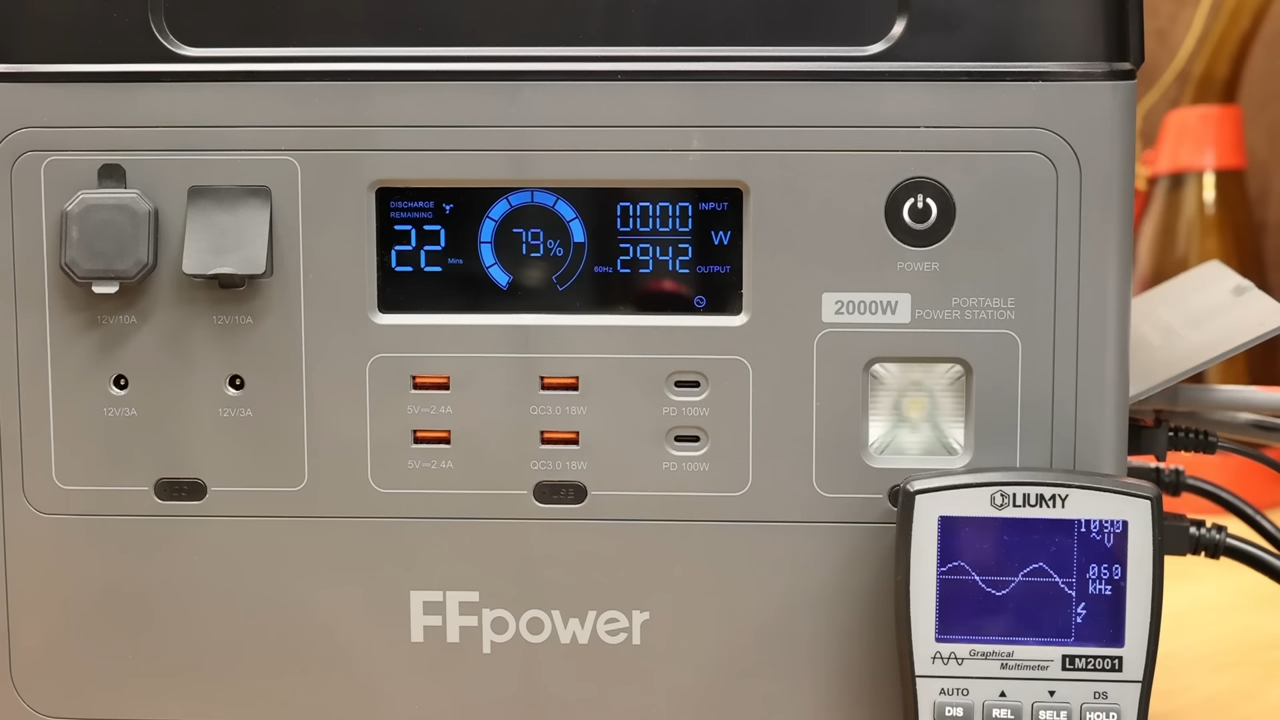 DISCHARGE
REMAINING
22 Mins
79%
0000 INPUT
W
60Hz 2942 OUTPUT
POWER
2000W PORTABLE
POWER STATION
12V/10A 12V/10A
12V/3A 12V/3A
5V⎓2.4A QC3.0 18W PD 100W
5V⎓2.4A QC3.0 18W PD 100W
FFpower
LIUMY
109.0
~V
.060
kHz
Graphical
Multimeter
LM2001
AUTO ▲ ▼ DS
DIS REL SELE HOLD